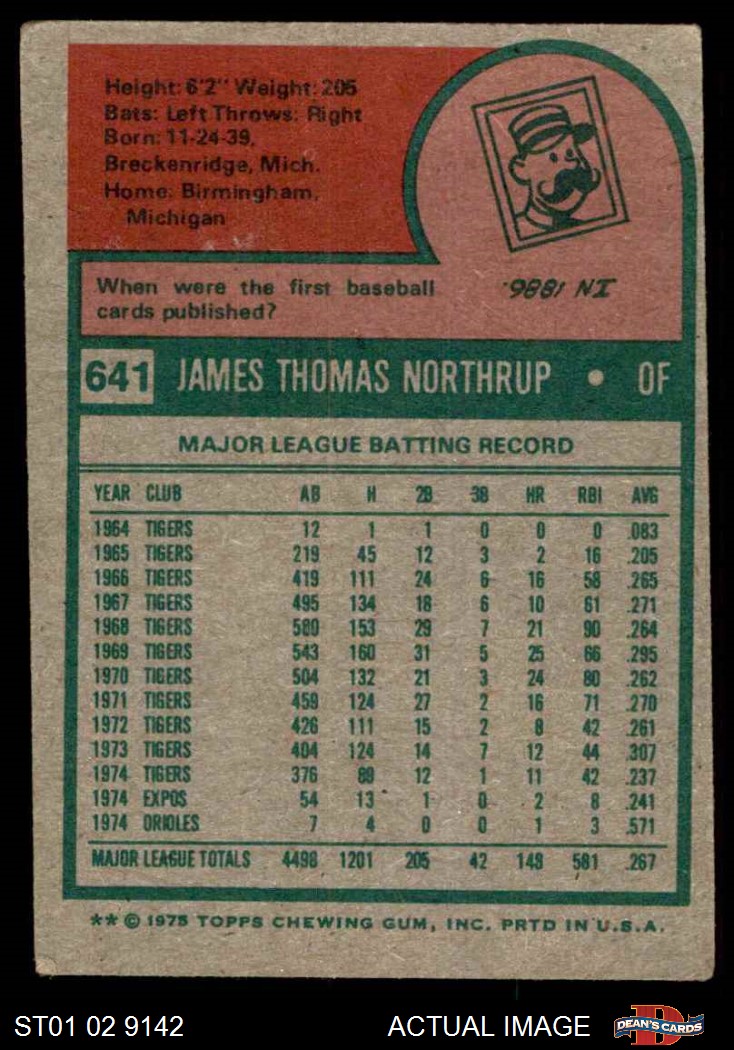 Height: 6'2" Weight: 205
Bats: Left Throws: Right
Born: 11-24-39,
Breckenridge, Mich.
Home: Birmingham,
Michigan
When were the first baseball
cards published?
IN 1886.
641 JAMES THOMAS NORTHRUP • OF
MAJOR LEAGUE BATTING RECORD
YEAR CLUB AB H 2B 3B HR RBI AVG
1964 TIGERS 12 1 1 0 0 0 .083
1965 TIGERS 219 45 12 3 2 16 .205
1966 TIGERS 419 111 24 6 16 58 .265
1967 TIGERS 495 134 18 6 10 61 .271
1968 TIGERS 580 153 29 7 21 90 .264
1969 TIGERS 543 160 31 5 25 66 .295
1970 TIGERS 504 132 21 3 24 80 .262
1971 TIGERS 459 124 27 2 16 71 .270
1972 TIGERS 426 111 15 2 8 42 .261
1973 TIGERS 404 124 14 7 12 44 .307
1974 TIGERS 376 89 12 1 11 42 .237
1974 EXPOS 54 13 1 0 2 8 .241
1974 ORIOLES 7 4 0 0 1 3 .571
MAJOR LEAGUE TOTALS 4498 1201 205 42 148 581 .267
** © 1975 TOPPS CHEWING GUM, INC. PRTD IN U.S.A.
ST01 02 9142 ACTUAL IMAGE D DEAN'S CARDS